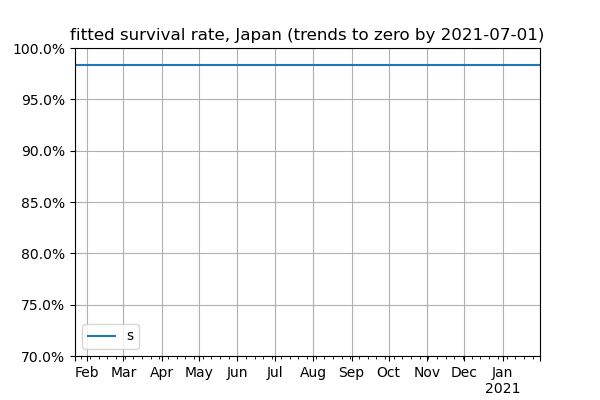 fitted survival rate, Japan (trends to zero by 2021-07-01)
100.0%
95.0%
90.0%
85.0%
80.0%
75.0%
70.0%
s
Feb Mar Apr May Jun Jul Aug Sep Oct Nov Dec Jan
2021